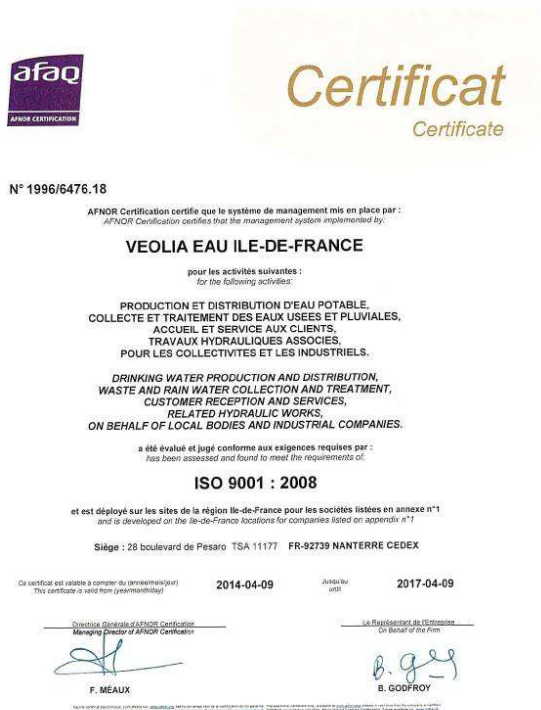 afaq
AFNOR CERTIFICATION
Certificat
Certificate
N° 1996/6476.18
AFNOR Certification certifie que le système de management mis en place par :
AFNOR Certification certifies that the management system implemented by:
VEOLIA EAU ILE-DE-FRANCE
pour les activités suivantes :
for the following activities:
PRODUCTION ET DISTRIBUTION D'EAU POTABLE,
COLLECTE ET TRAITEMENT DES EAUX USEES ET PLUVIALES,
ACCUEIL ET SERVICE AUX CLIENTS,
TRAVAUX HYDRAULIQUES ASSOCIES,
POUR LES COLLECTIVITES ET LES INDUSTRIELS.
DRINKING WATER PRODUCTION AND DISTRIBUTION,
WASTE AND RAIN WATER COLLECTION AND TREATMENT,
CUSTOMER RECEPTION AND SERVICES,
RELATED HYDRAULIC WORKS,
ON BEHALF OF LOCAL BODIES AND INDUSTRIAL COMPANIES.
a été évalué et jugé conforme aux exigences requises par :
has been assessed and found to meet the requirements of:
ISO 9001 : 2008
et est déployé sur les sites de la région Ile-de-France pour les sociétés listées en annexe n°1
and is developed on the Ile-de-France locations for companies listed on appendix n°1
Siège : 28 boulevard de Pesaro TSA 11177 FR-92739 NANTERRE CEDEX
Ce certificat est valable à compter du (année/mois/jour)
This certificate is valid from (year/month/day)
2014-04-09
Jusqu'au
until
2017-04-09
Directrice Générale d'AFNOR Certification
Managing Director of AFNOR Certification
Le Représentant de l'Entreprise
On Behalf of the Firm
F. MÉAUX
B. GODFROY